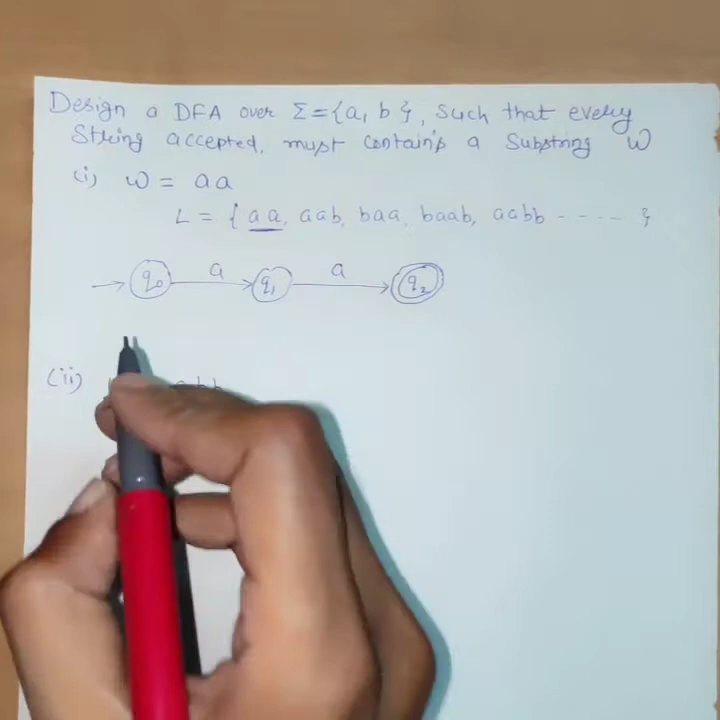 Design a DFA over Σ={a, b}, such that every
String accepted, must contain's a Substring W
(i) W = aa
L = {aa, aab, baa, baab, aabb ---- }
a a
q0 q1 q2
(ii)